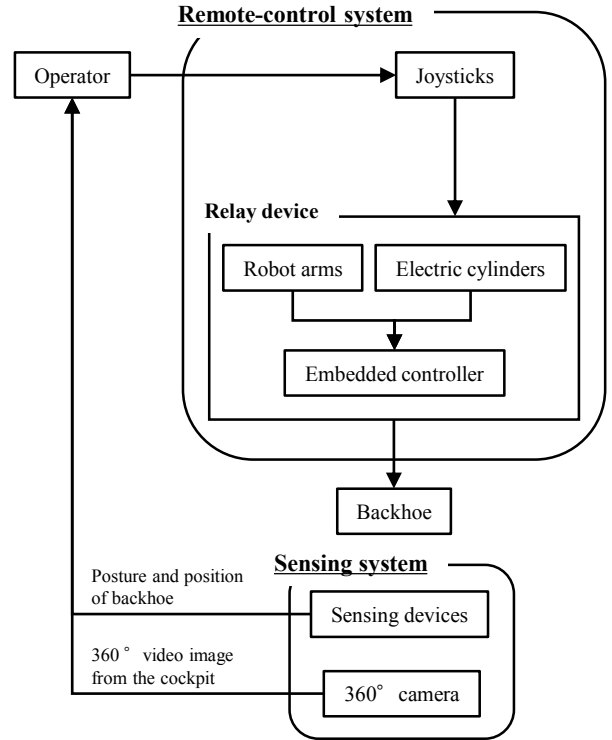 Remote-control system
Operator
Joysticks
Relay device
Robot arms
Electric cylinders
Embedded controller
Backhoe
Sensing system
Posture and position
of backhoe
Sensing devices
360° video image
from the cockpit
360° camera